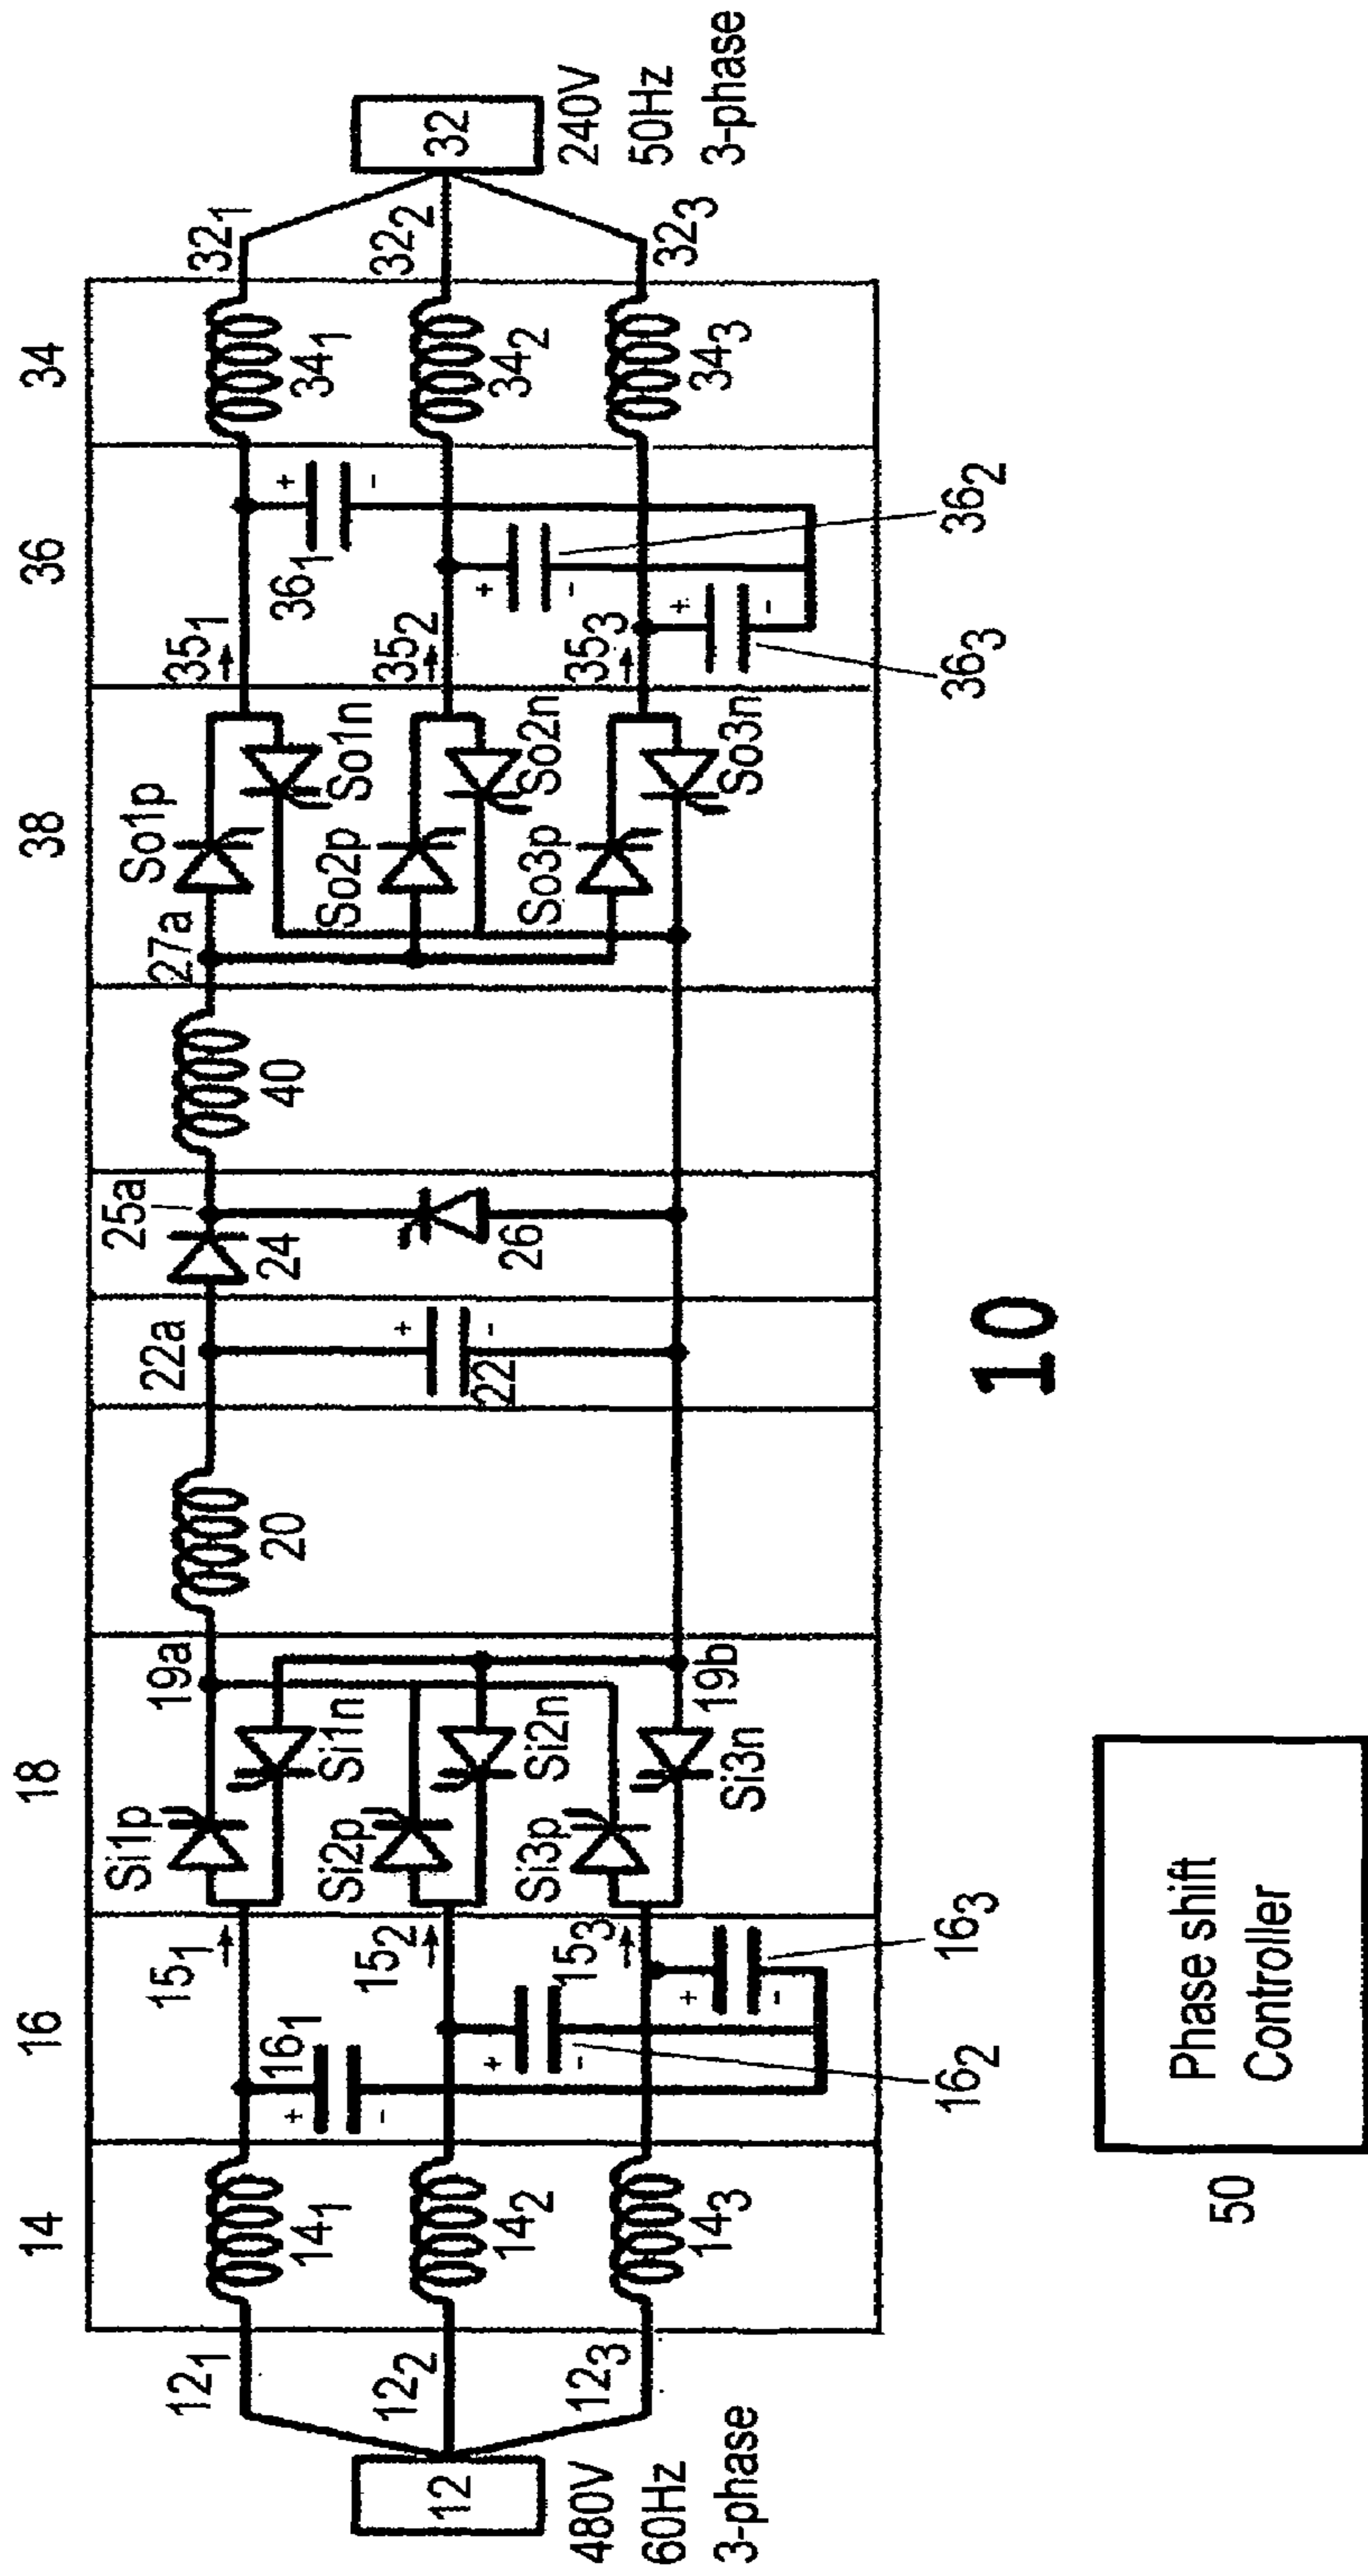 14
16
18
36
34
38
12
480V
60Hz
3-phase
12₁
12₂
12₃
14₁
14₂
14₃
16₁
16₂
16₃
15₁
15₂
15₃
Si1p
Si1n
Si2p
Si2n
Si3p
Si3n
19a
19b
20
22a
22
+
-
24
25a
26
40
27a
So1p
So1n
So2p
So2n
So3p
So3n
35₁
35₂
35₃
36₁
36₂
36₃
34₁
34₂
34₃
32₁
32₂
32₃
32
240V
50Hz
3-phase
+
-
+
-
+
-
+
-
+
-
+
-
50
Phase shift
Controller
10